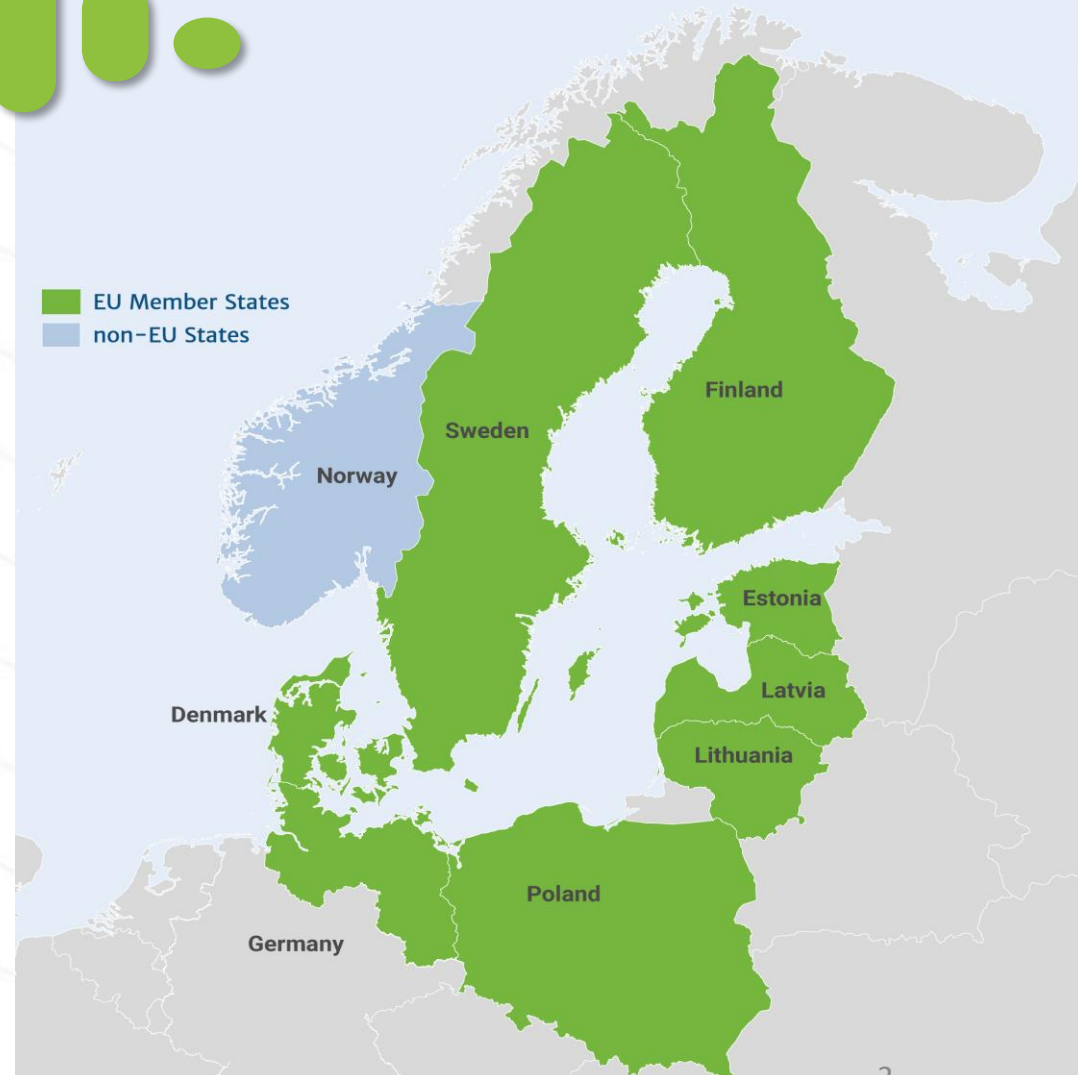 EU Member States
non-EU States
Finland
Sweden
Norway
Estonia
Latvia
Denmark
Lithuania
Poland
Germany